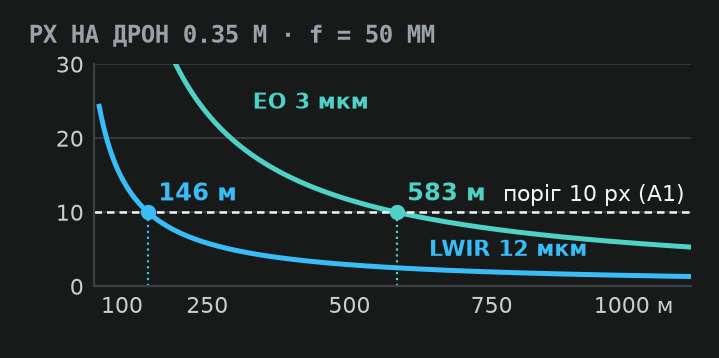 PX НА ДРОН 0.35 М · f = 50 ММ
30
EO 3 мкм
20
146 м
583 м
поріг 10 px (A1)
10
LWIR 12 мкм
0
100 250 500 750 1000 м